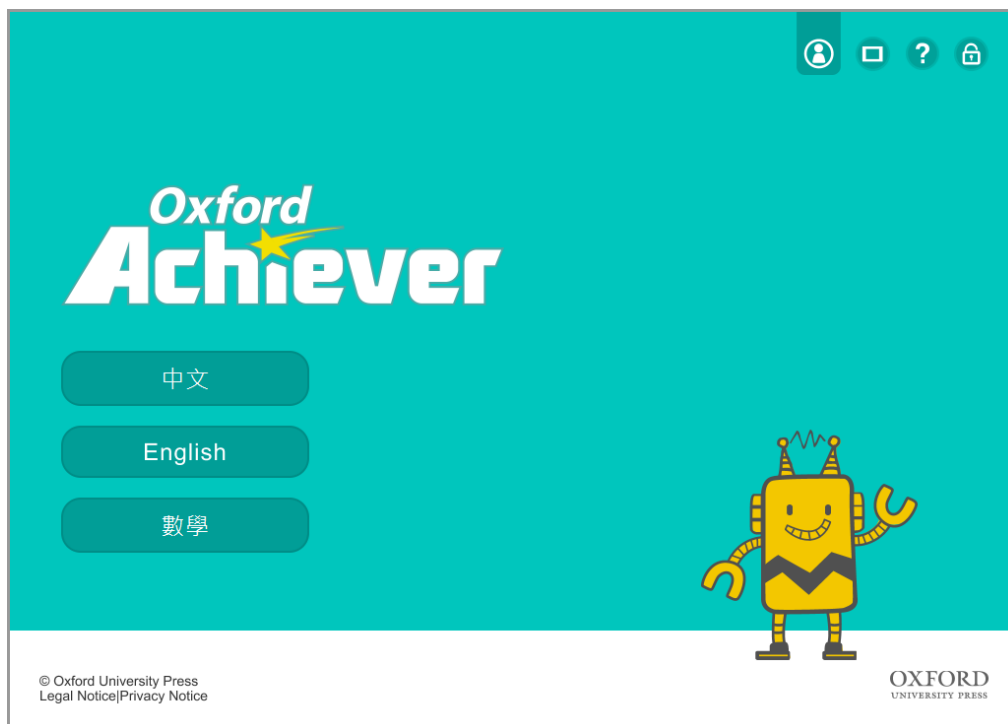 ?
Oxford
Achiever
中文
English
數學
© Oxford University Press
Legal Notice|Privacy Notice
OXFORD
UNIVERSITY PRESS